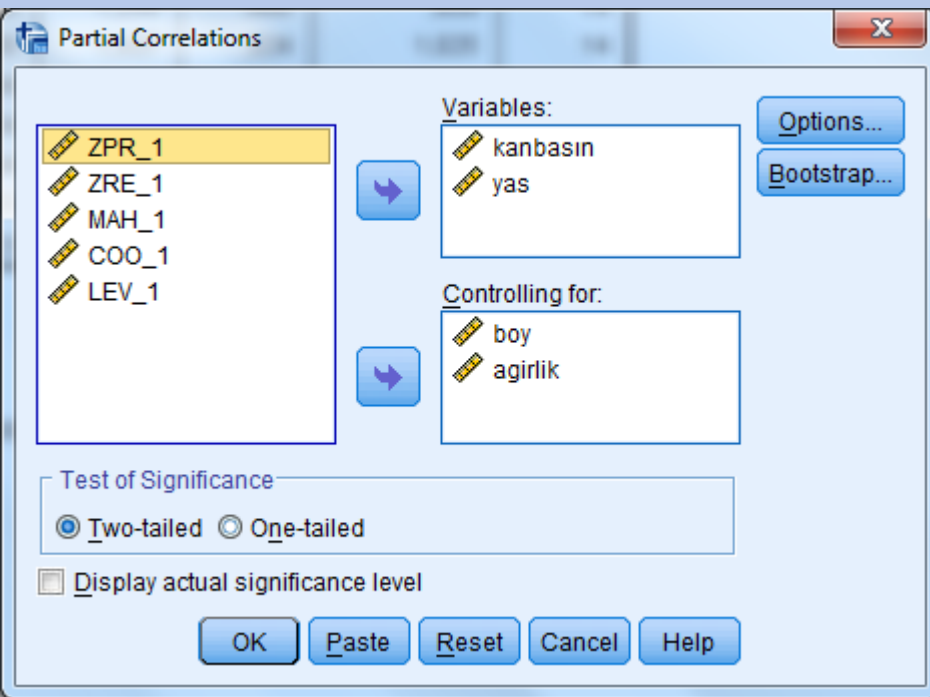 Partial Correlations
Variables:
Options...
ZPR_1
ZRE_1
MAH_1
COO_1
LEV_1
kanbasın
yas
Bootstrap...
Controlling for:
boy
agirlik
Test of Significance
Two-tailed One-tailed
Display actual significance level
OK Paste Reset Cancel Help